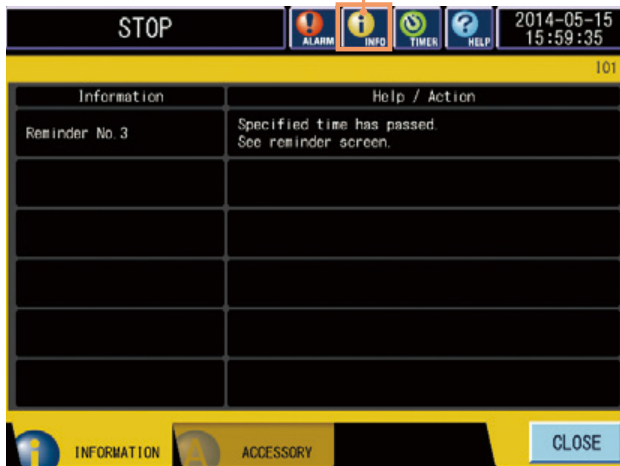 STOP
ALARM
INFO
TIMER
HELP
2014-05-15
15:59:35
I01
Information
Help / Action
Reminder No.3
Specified time has passed.
See reminder screen.
INFORMATION
ACCESSORY
CLOSE